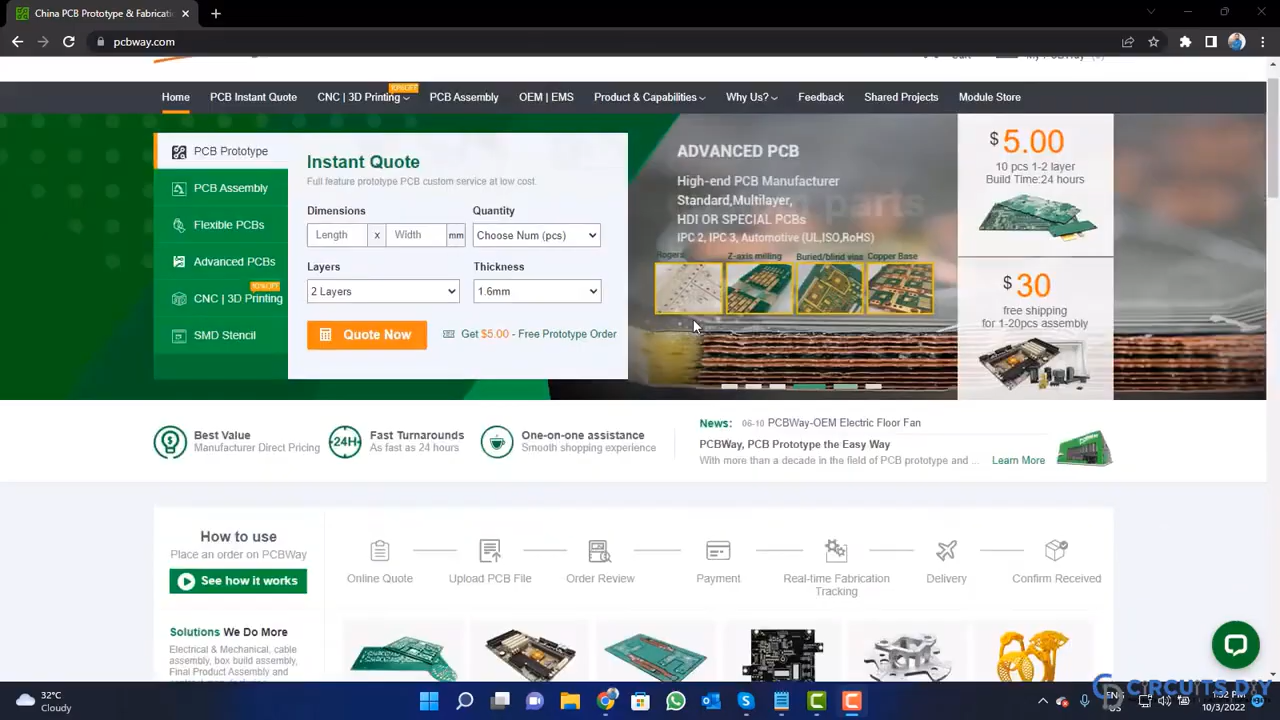 China PCB Prototype & Fabricati
pcbway.com
Home
PCB Instant Quote
CNC | 3D Printing
PCB Assembly
OEM | EMS
Product & Capabilities
Why Us?
Feedback
Shared Projects
Module Store
PCB Prototype
PCB Assembly
Flexible PCBs
Advanced PCBs
CNC | 3D Printing
SMD Stencil
Instant Quote
Full feature prototype PCB custom service at low cost.
Dimensions
Quantity
Length
x
Width
mm
Choose Num (pcs)
Layers
Thickness
2 Layers
1.6mm
Quote Now
Get $5.00 - Free Prototype Order
ADVANCED PCB
High-end PCB Manufacturer
Standard,Multilayer,
HDI OR SPECIAL PCBs
IPC 2, IPC 3, Automotive (UL,ISO,RoHS)
parts
Rogers
Z-axis milling
Buried/blind vias
Copper Base
$ 5.00
10 pcs 1-2 layer
Build Time:24 hours
$ 30
free shipping
for 1-20pcs assembly
Best Value
Manufacturer Direct Pricing
24H
Fast Turnarounds
As fast as 24 hours
One-on-one assistance
Smooth shopping experience
News: 06-10 PCBWay-OEM Electric Floor Fan
PCBWay, PCB Prototype the Easy Way
With more than a decade in the field of PCB prototype and ...
Learn More
How to use
Place an order on PCBWay
See how it works
Online Quote
Upload PCB File
Order Review
Payment
Real-time Fabrication
Tracking
Delivery
Confirm Received
Solutions We Do More
Electrical & Mechanical, cable
assembly, box build assembly,
Final Product Assembly and
32°C
Cloudy
ENG
1:32 PM
10/3/2022
CIRCUITS DIY